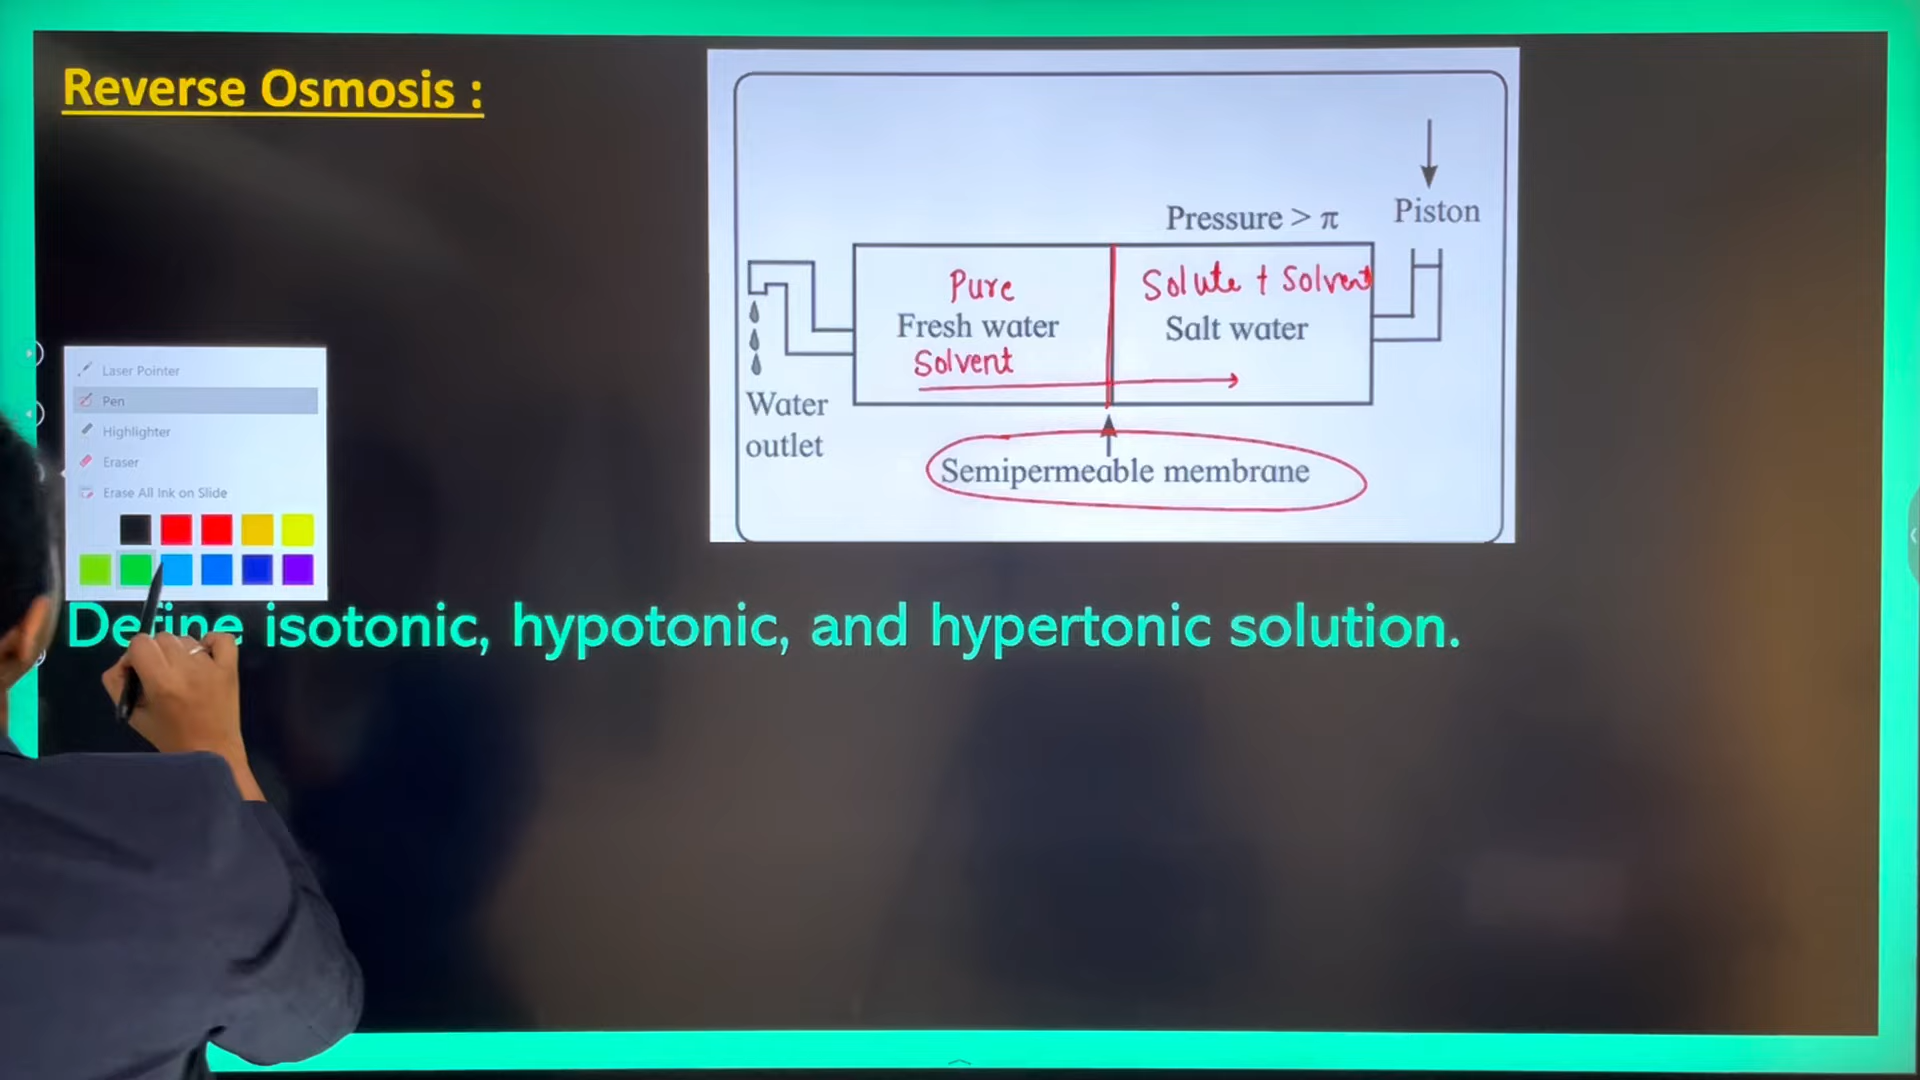 Reverse Osmosis :
Piston
Pressure > π
Pure
Fresh water
Solvent
Solute + Solvent
Salt water
Water
outlet
Semipermeable membrane
Laser Pointer
Pen
Highlighter
Eraser
Erase All Ink on Slide
Define isotonic, hypotonic, and hypertonic solution.